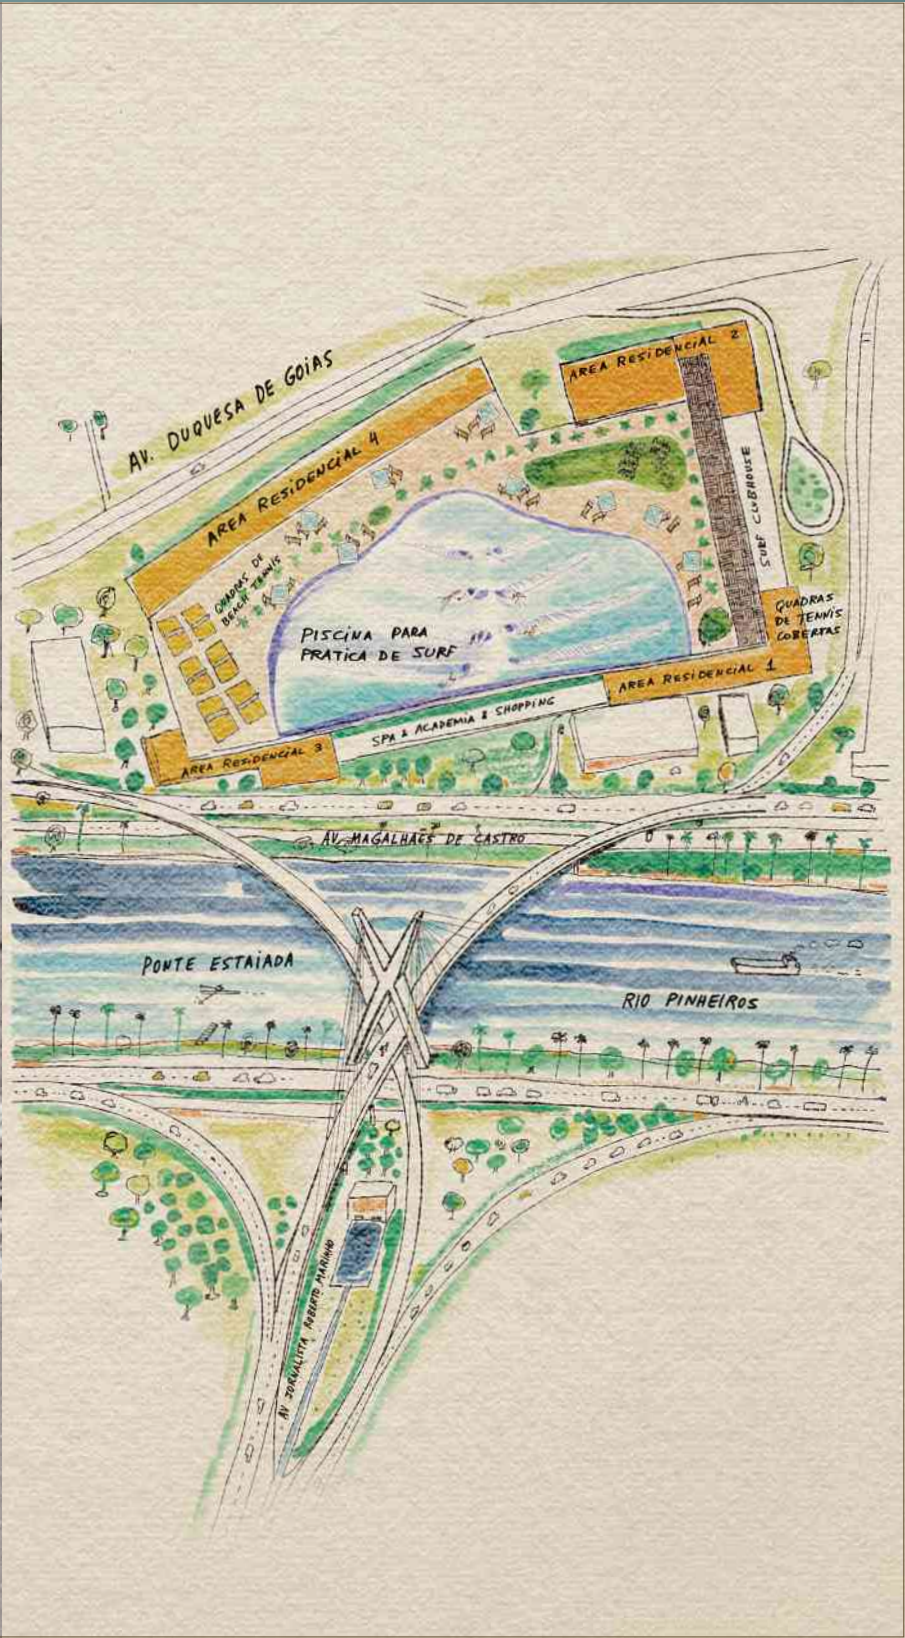 AREA RESIDENCIAL 2
AV. DUQUESA DE GOIAS
AREA RESIDENCIAL 4
SURF CLUBHOUSE
QUADRAS DE
BEACH TENNIS
QUADRAS
DE TENNIS
COBERTAS
PISCINA PARA
PRATICA DE SURF
AREA RESIDENCIAL 1
SPA & ACADEMIA & SHOPPING
AREA RESIDENCIAL 3
AV. MAGALHAES DE CASTRO
PONTE ESTAIADA
RIO PINHEIROS
AV JORNALISTA ROBERTO MARINHO